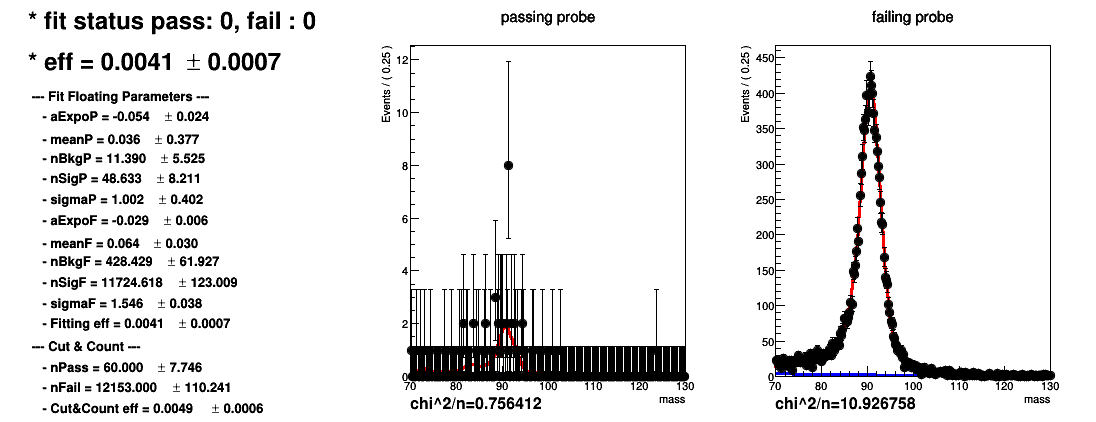 * fit status pass: 0, fail : 0
* eff = 0.0041 ± 0.0007
--- Fit Floating Parameters ---
- aExpoP = -0.054 ± 0.024
- meanP = 0.036 ± 0.377
- nBkgP = 11.390 ± 5.525
- nSigP = 48.633 ± 8.211
- sigmaP = 1.002 ± 0.402
- aExpoF = -0.029 ± 0.006
- meanF = 0.064 ± 0.030
- nBkgF = 428.429 ± 61.927
- nSigF = 11724.618 ± 123.009
- sigmaF = 1.546 ± 0.038
- Fitting eff = 0.0041 ± 0.0007
--- Cut & Count ---
- nPass = 60.000 ± 7.746
- nFail = 12153.000 ± 110.241
- Cut&Count eff = 0.0049 ± 0.0006
passing probe
Events / ( 0.25 )
12
10
8
6
4
2
0
70 80 90 100 110 120 130
mass
chi^2/n=0.756412
failing probe
Events / ( 0.25 )
450
400
350
300
250
200
150
100
50
0
70 80 90 100 110 120 130
mass
chi^2/n=10.926758